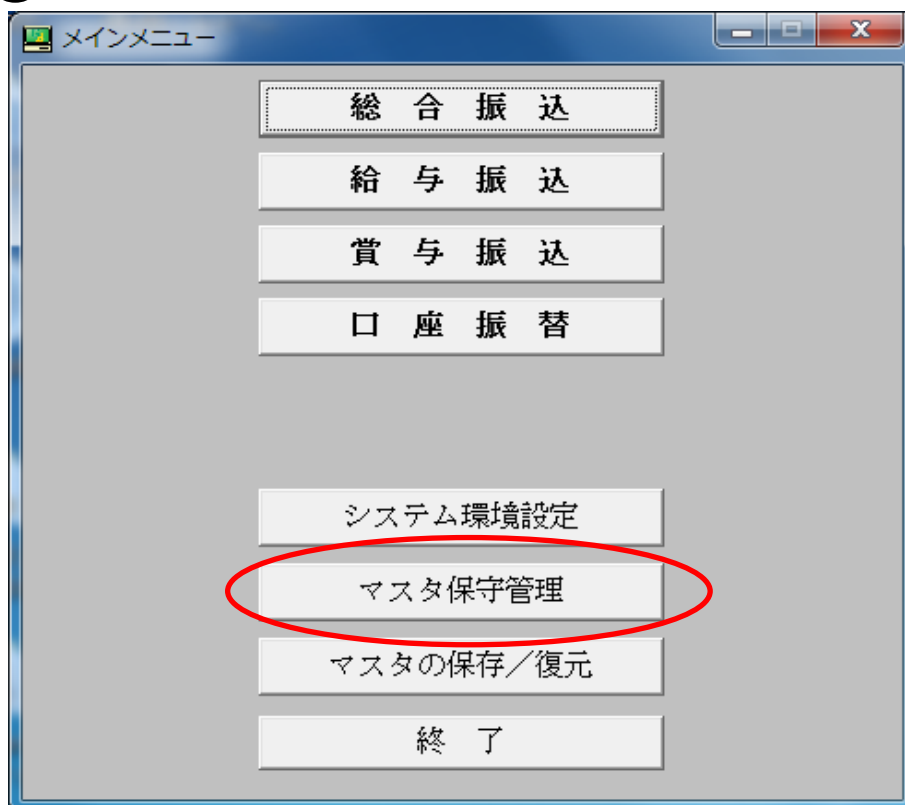 メインメニュー
総 合 振 込
給 与 振 込
賞 与 振 込
口 座 振 替
システム環境設定
マスタ保守管理
マスタの保存／復元
終 了